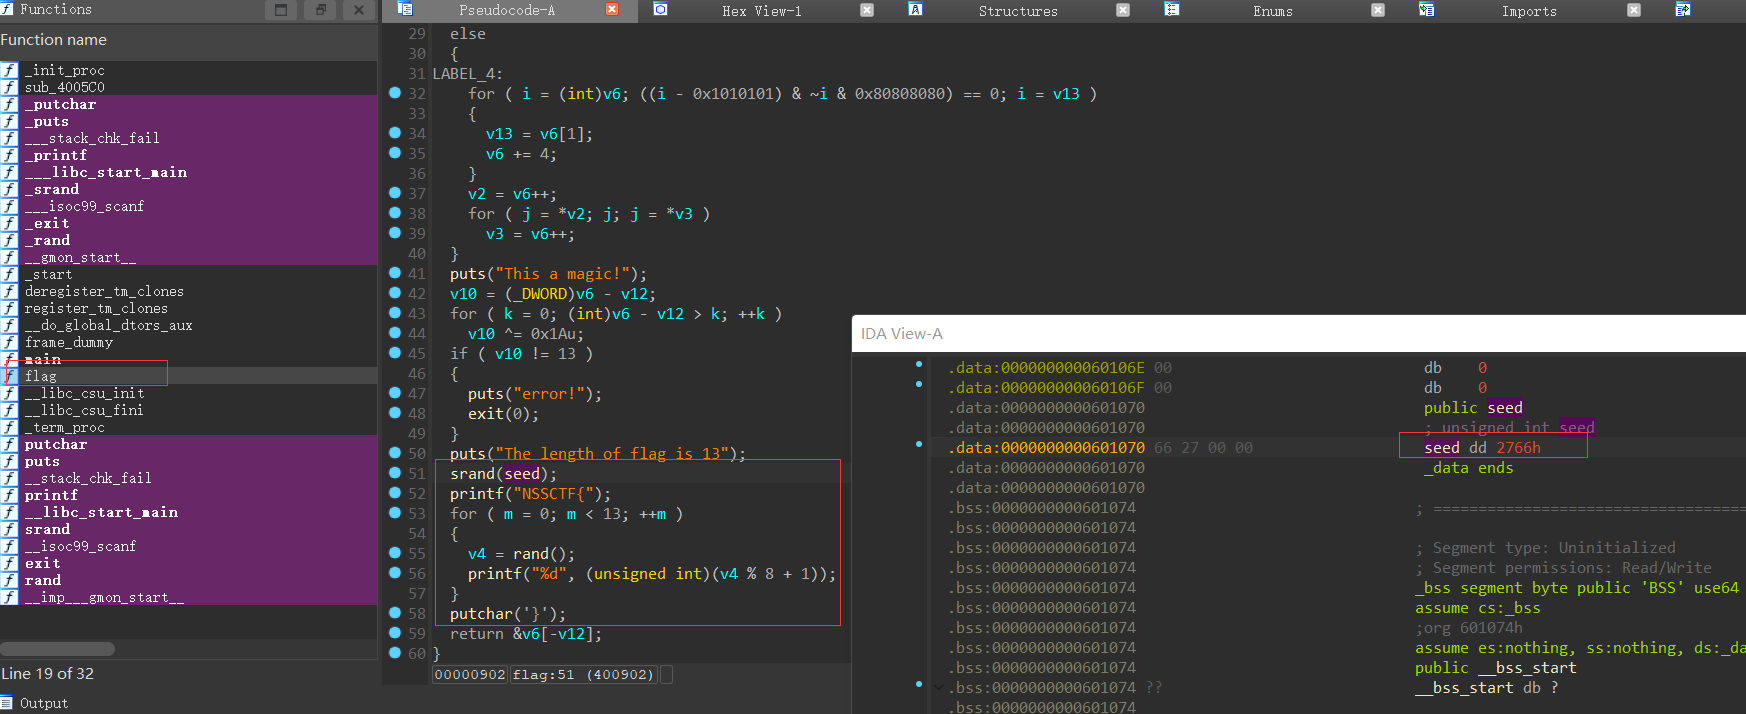 Functions
Function name
_init_proc
sub_4005C0
_putchar
_puts
___stack_chk_fail
_printf
___libc_start_main
_srand
___isoc99_scanf
_exit
_rand
__gmon_start__
_start
deregister_tm_clones
register_tm_clones
__do_global_dtors_aux
frame_dummy
main
flag
__libc_csu_init
__libc_csu_fini
_term_proc
putchar
puts
__stack_chk_fail
printf
__libc_start_main
srand
__isoc99_scanf
exit
rand
__imp___gmon_start__
Line 19 of 32
Output
Pseudocode-A
Hex View-1
Structures
Enums
Imports
29 else
30 {
31 LABEL_4:
32 for ( i = (int)v6; ((i - 0x1010101) & ~i & 0x80808080) == 0; i = v13 )
33 {
34 v13 = v6[1];
35 v6 += 4;
36 }
37 v2 = v6++;
38 for ( j = *v2; j; j = *v3 )
39 v3 = v6++;
40 }
41 puts("This a magic!");
42 v10 = (_DWORD)v6 - v12;
43 for ( k = 0; (int)v6 - v12 > k; ++k )
44 v10 ^= 0x1Au;
45 if ( v10 != 13 )
46 {
47 puts("error!");
48 exit(0);
49 }
50 puts("The length of flag is 13");
51 srand(seed);
52 printf("NSSCTF{");
53 for ( m = 0; m < 13; ++m )
54 {
55 v4 = rand();
56 printf("%d", (unsigned int)(v4 % 8 + 1));
57 }
58 putchar('}');
59 return &v6[-v12];
60 }
00000902 flag:51 (400902)
IDA View-A
.data:000000000060106E 00 db 0
.data:000000000060106F 00 db 0
.data:0000000000601070 public seed
.data:0000000000601070 ; unsigned int seed
.data:0000000000601070 66 27 00 00 seed dd 2766h
.data:0000000000601070 _data ends
.data:0000000000601070
.bss:0000000000601074 ; ===================================
.bss:0000000000601074
.bss:0000000000601074 ; Segment type: Uninitialized
.bss:0000000000601074 ; Segment permissions: Read/Write
.bss:0000000000601074 _bss segment byte public 'BSS' use64
.bss:0000000000601074 assume cs:_bss
.bss:0000000000601074 ;org 601074h
.bss:0000000000601074 assume es:nothing, ss:nothing, ds:_da
.bss:0000000000601074 public __bss_start
.bss:0000000000601074 ?? __bss_start db ?
.bss:0000000000601074